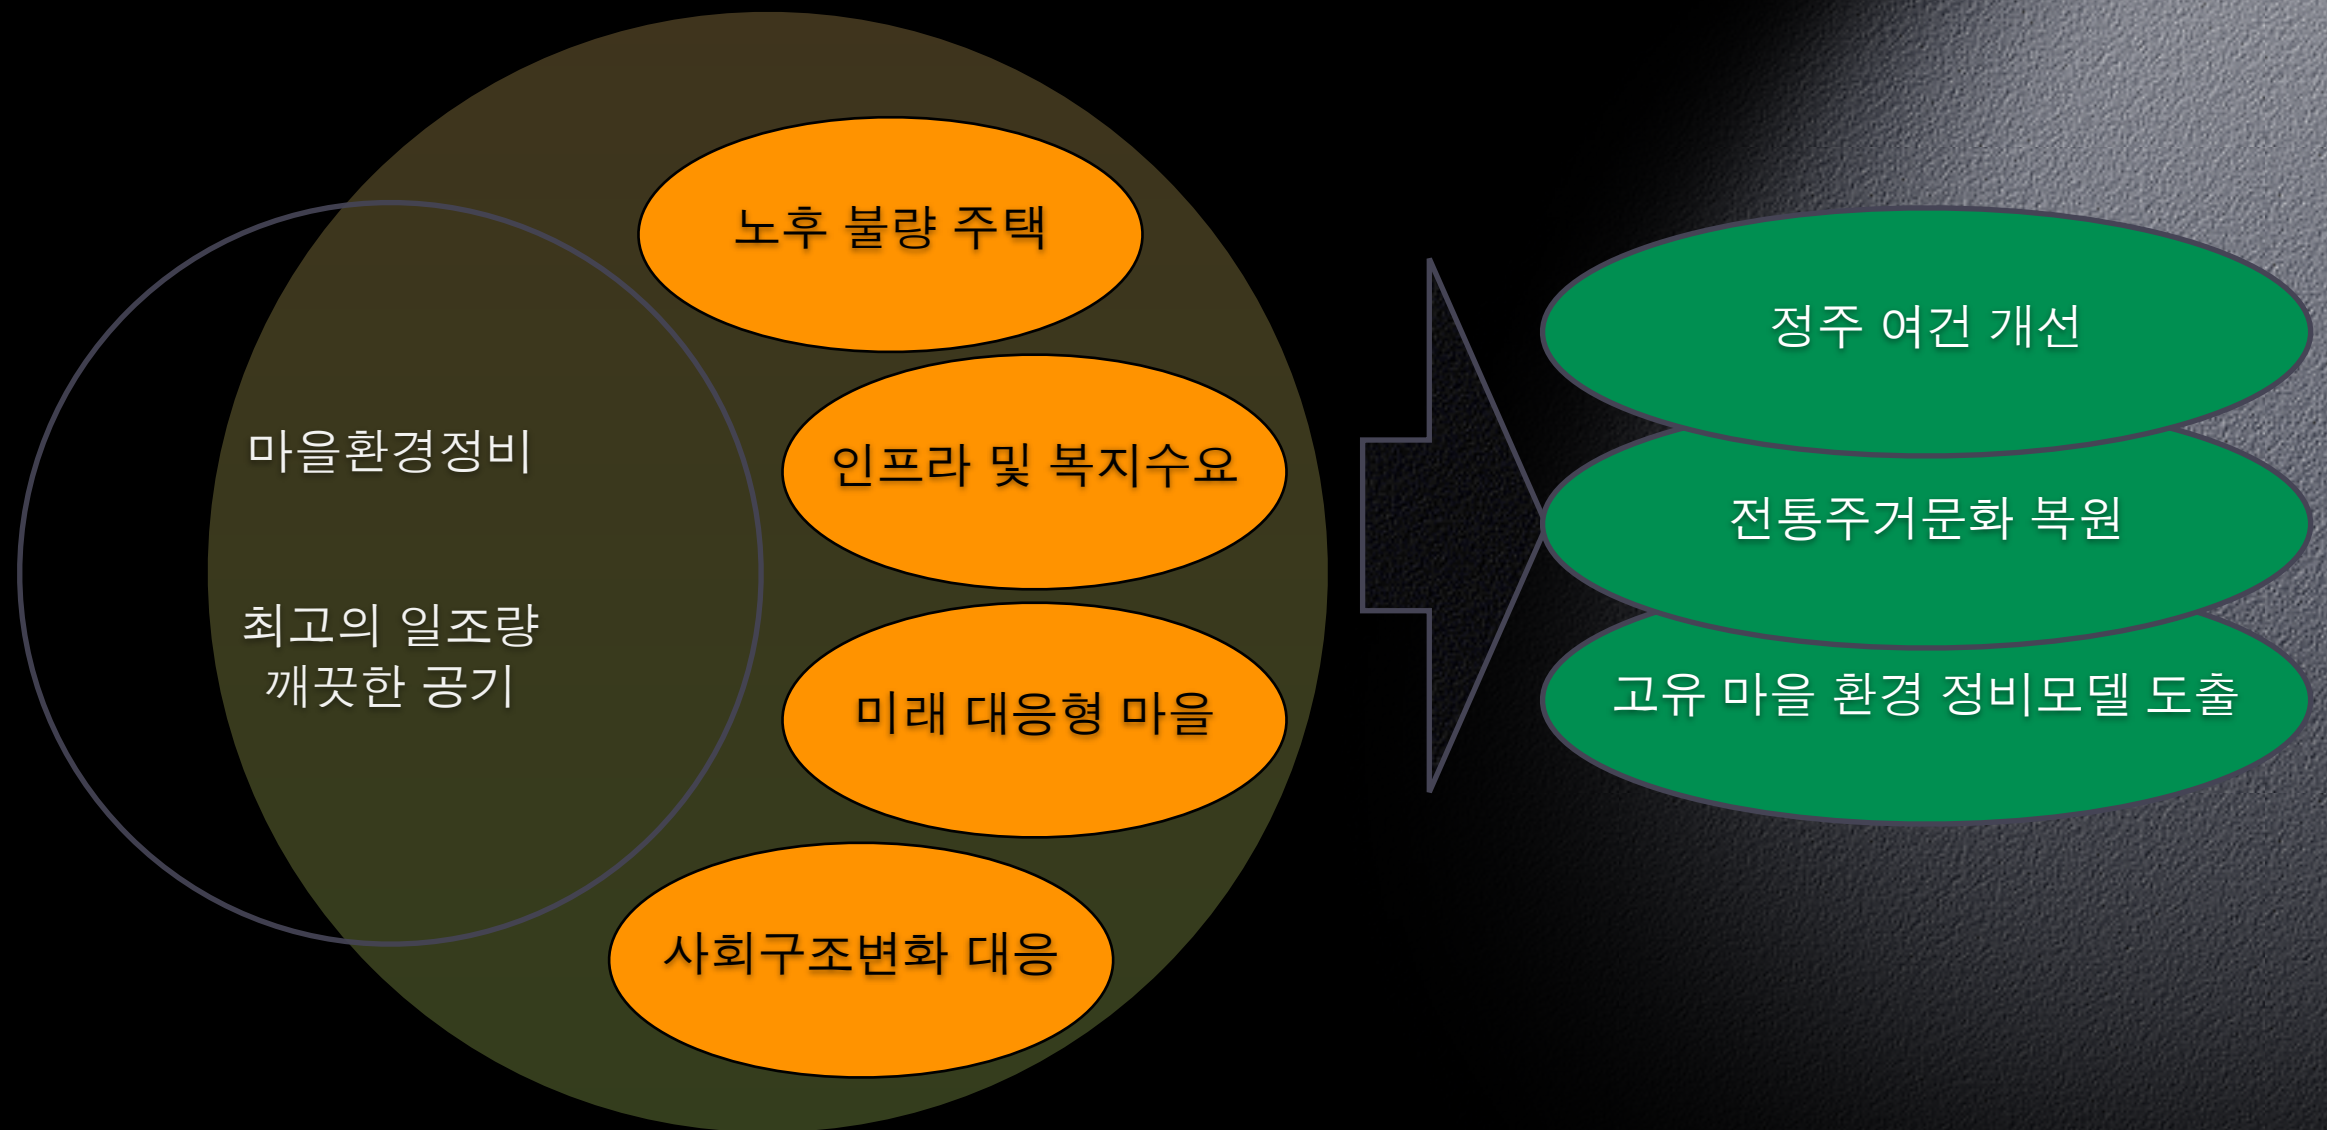 마을환경정비
최고의 일조량
깨끗한 공기
노후 불량 주택
인프라 및 복지수요
미래 대응형 마을
사회구조변화 대응
정주 여건 개선
전통주거문화 복원
고유 마을 환경 정비모델 도출